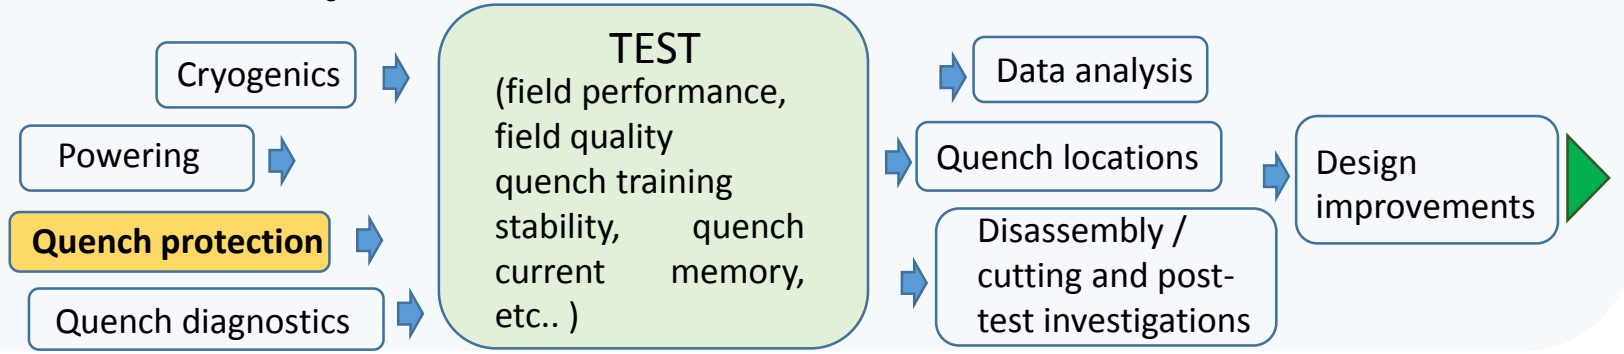 Cryogenics
Powering
Quench protection
Quench diagnostics
TEST
(field performance,
field quality
quench training
stability, quench
current memory,
etc.. )
Data analysis
Quench locations
Disassembly /
cutting and post-
test investigations
Design
improvements